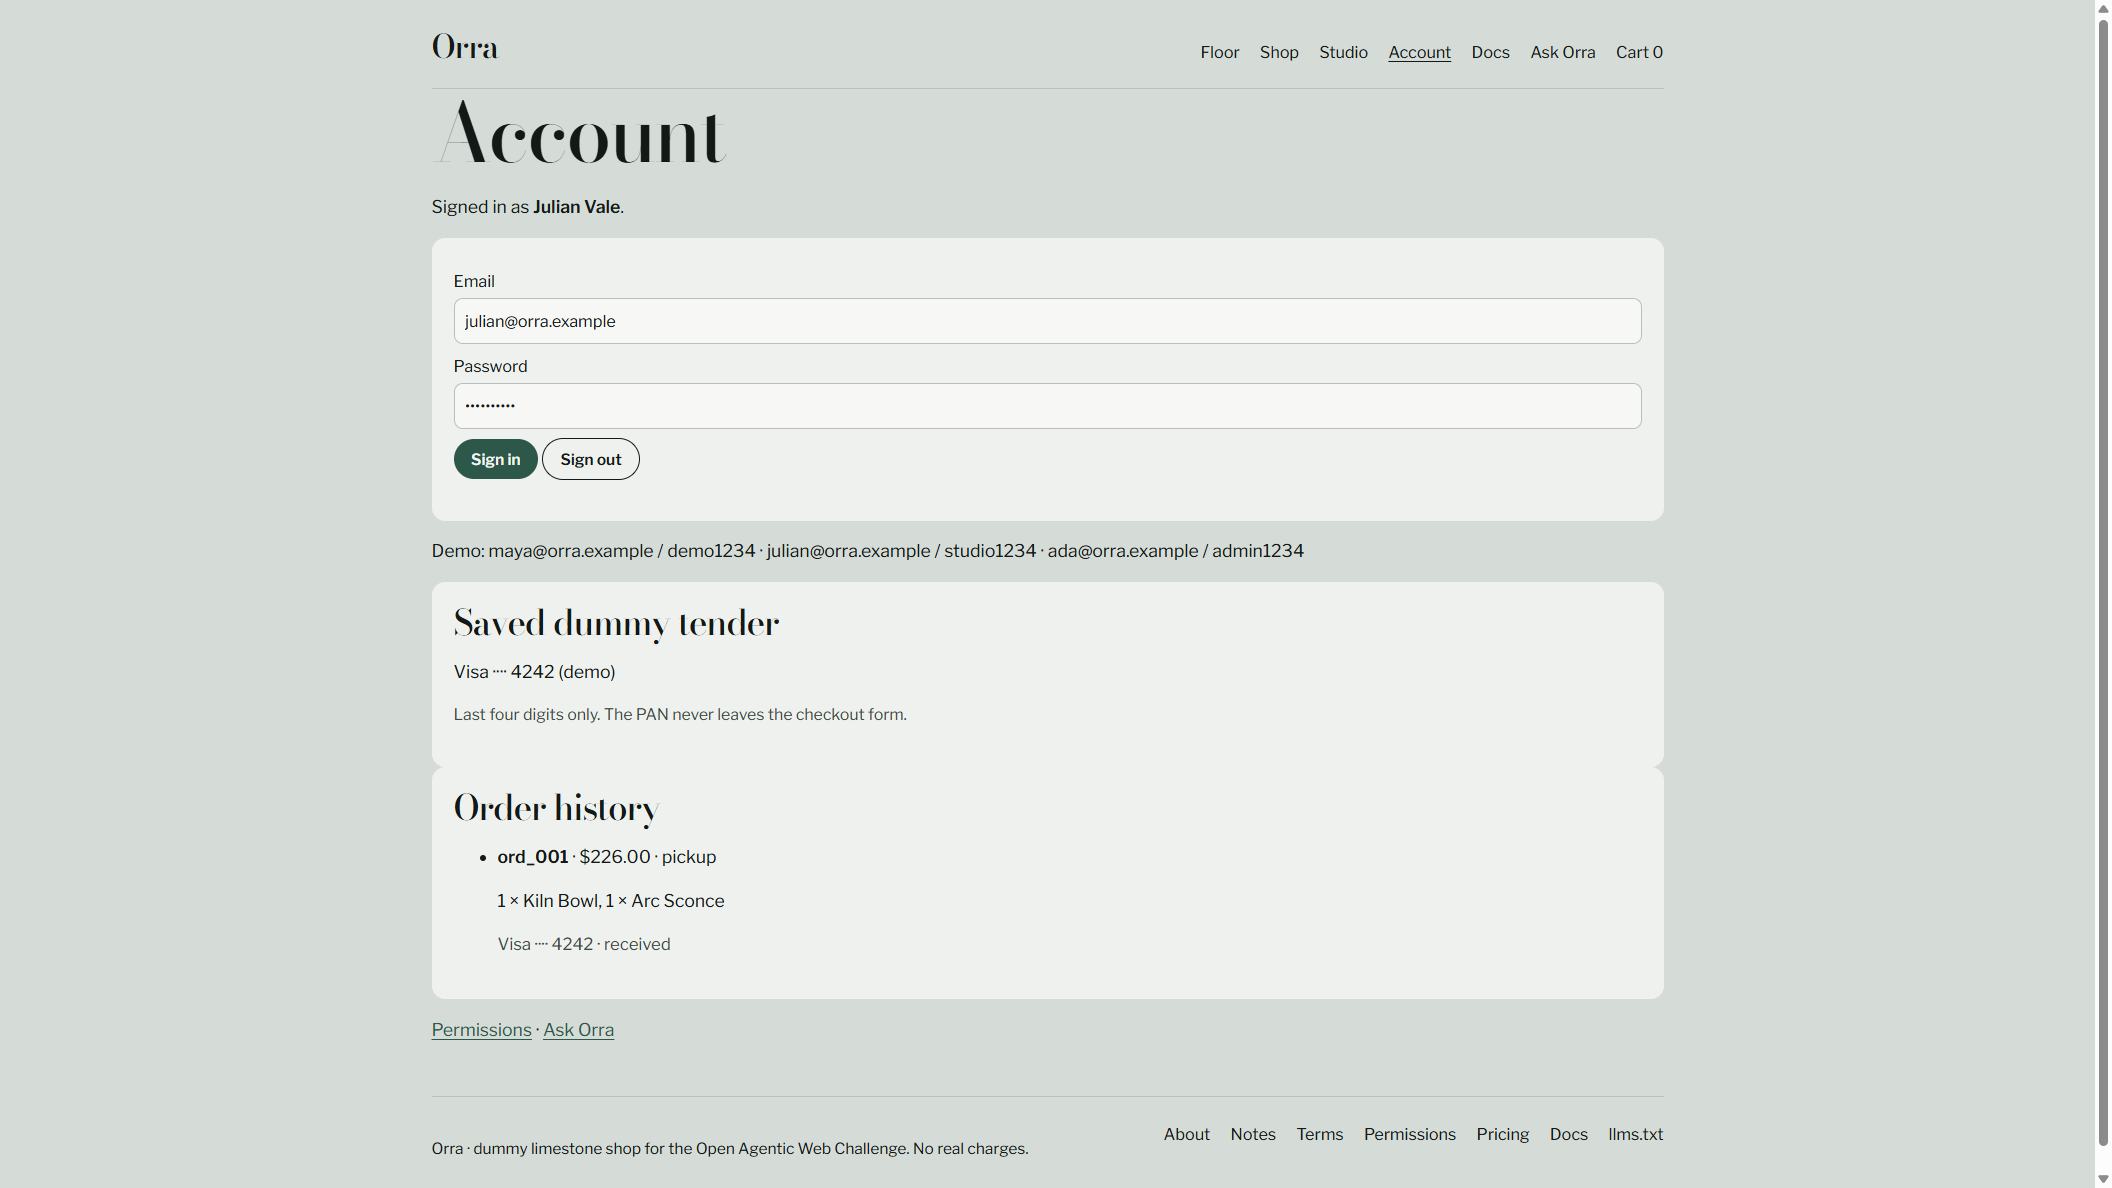 Orra
Floor Shop Studio Account Docs Ask Orra Cart 0
Account
Signed in as Julian Vale.
Email
julian@orra.example
Password
••••••••••
Sign in Sign out
Demo: maya@orra.example / demo1234 · julian@orra.example / studio1234 · ada@orra.example / admin1234
Saved dummy tender
Visa ···· 4242 (demo)
Last four digits only. The PAN never leaves the checkout form.
Order history
• ord_001 · $226.00 · pickup
1 × Kiln Bowl, 1 × Arc Sconce
Visa ···· 4242 · received
Permissions · Ask Orra
About Notes Terms Permissions Pricing Docs llms.txt
Orra · dummy limestone shop for the Open Agentic Web Challenge. No real charges.